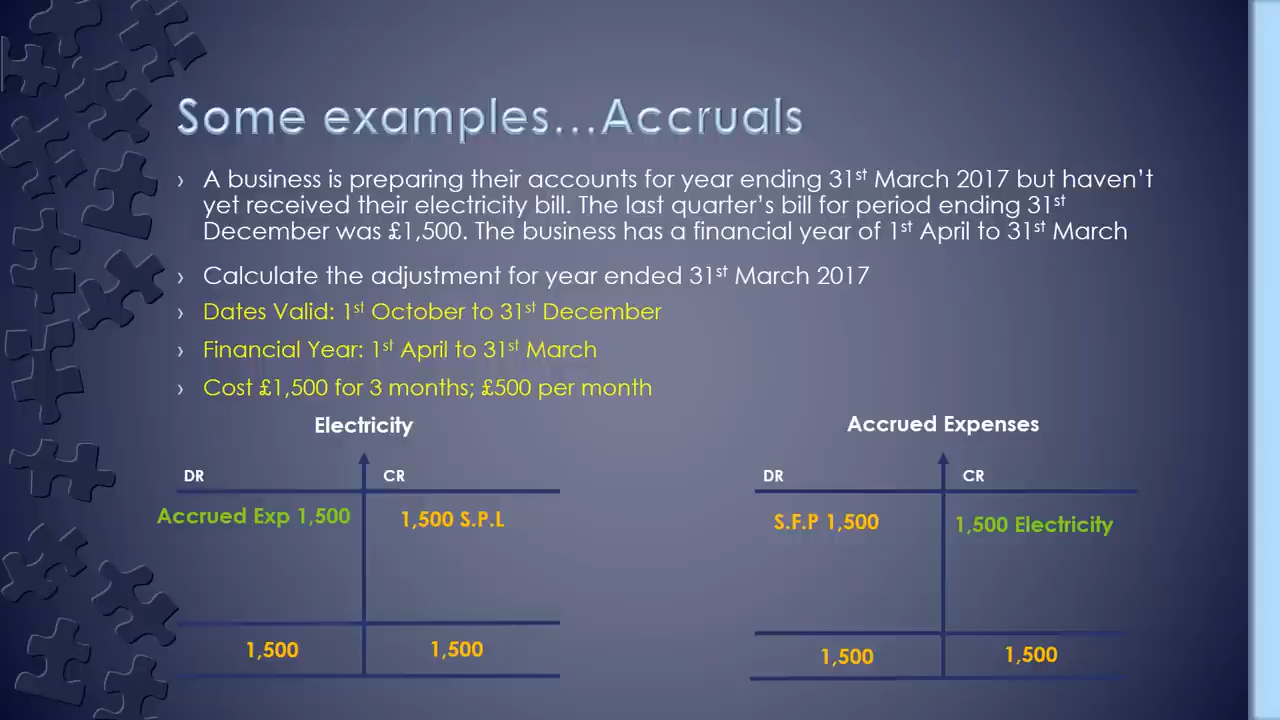 Some examples...Accruals
› A business is preparing their accounts for year ending 31st March 2017 but haven't
yet received their electricity bill. The last quarter's bill for period ending 31st
December was £1,500. The business has a financial year of 1st April to 31st March
› Calculate the adjustment for year ended 31st March 2017
› Dates Valid: 1st October to 31st December
› Financial Year: 1st April to 31st March
› Cost £1,500 for 3 months; £500 per month
Electricity
DR CR
Accrued Exp 1,500 1,500 S.P.L
1,500 1,500
Accrued Expenses
DR CR
S.F.P 1,500 1,500 Electricity
1,500 1,500